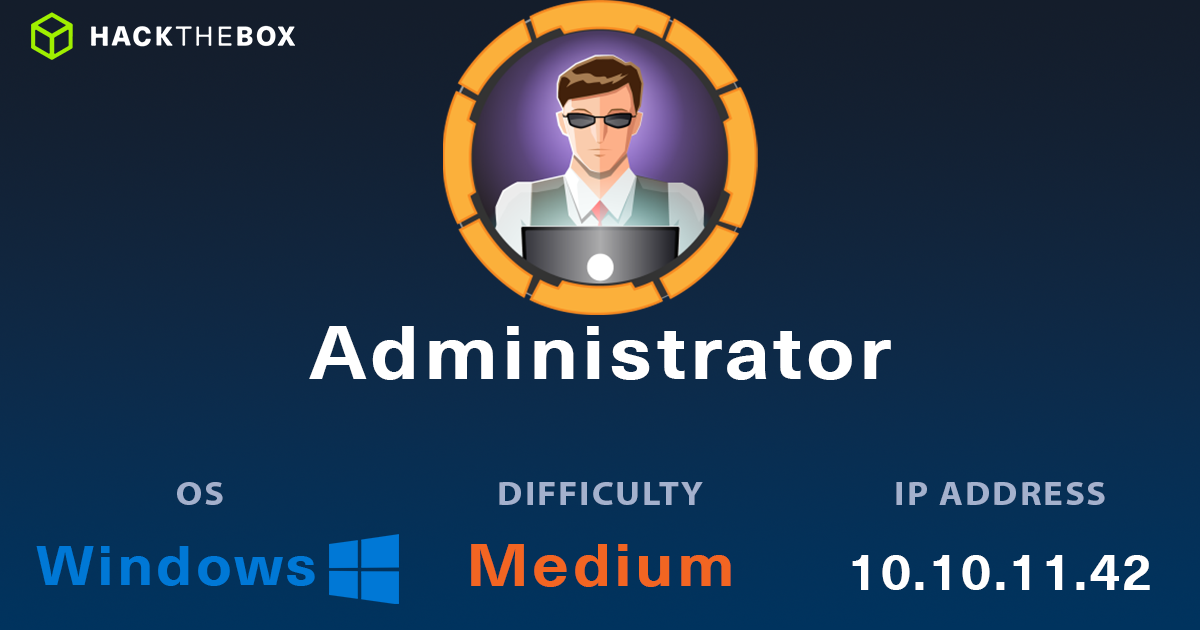 HACKTHEBOX
Administrator
OS
DIFFICULTY
IP ADDRESS
Windows
Medium
10.10.11.42